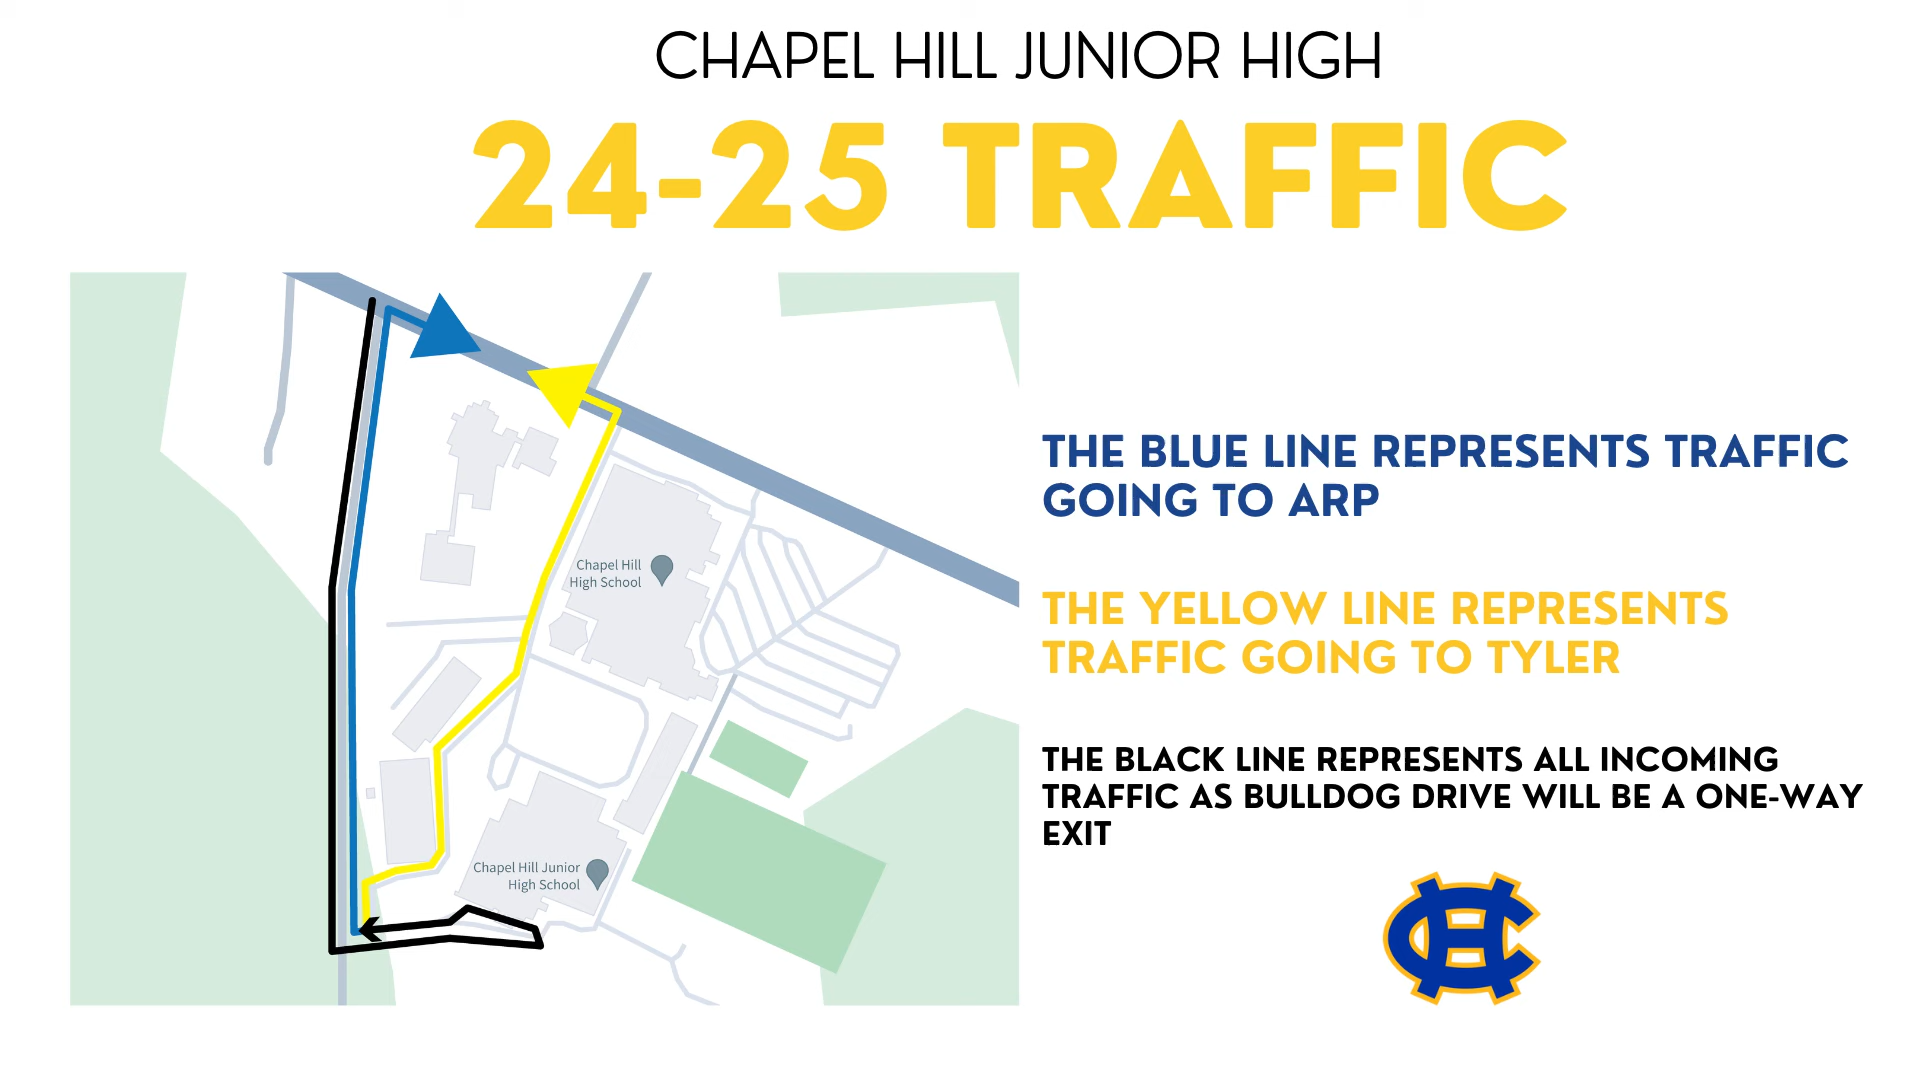 CHAPEL HILL JUNIOR HIGH
24-25 TRAFFIC
Chapel Hill
High School
Chapel Hill Junior
High School
THE BLUE LINE REPRESENTS TRAFFIC
GOING TO ARP
THE YELLOW LINE REPRESENTS
TRAFFIC GOING TO TYLER
THE BLACK LINE REPRESENTS ALL INCOMING
TRAFFIC AS BULLDOG DRIVE WILL BE A ONE-WAY
EXIT
CH